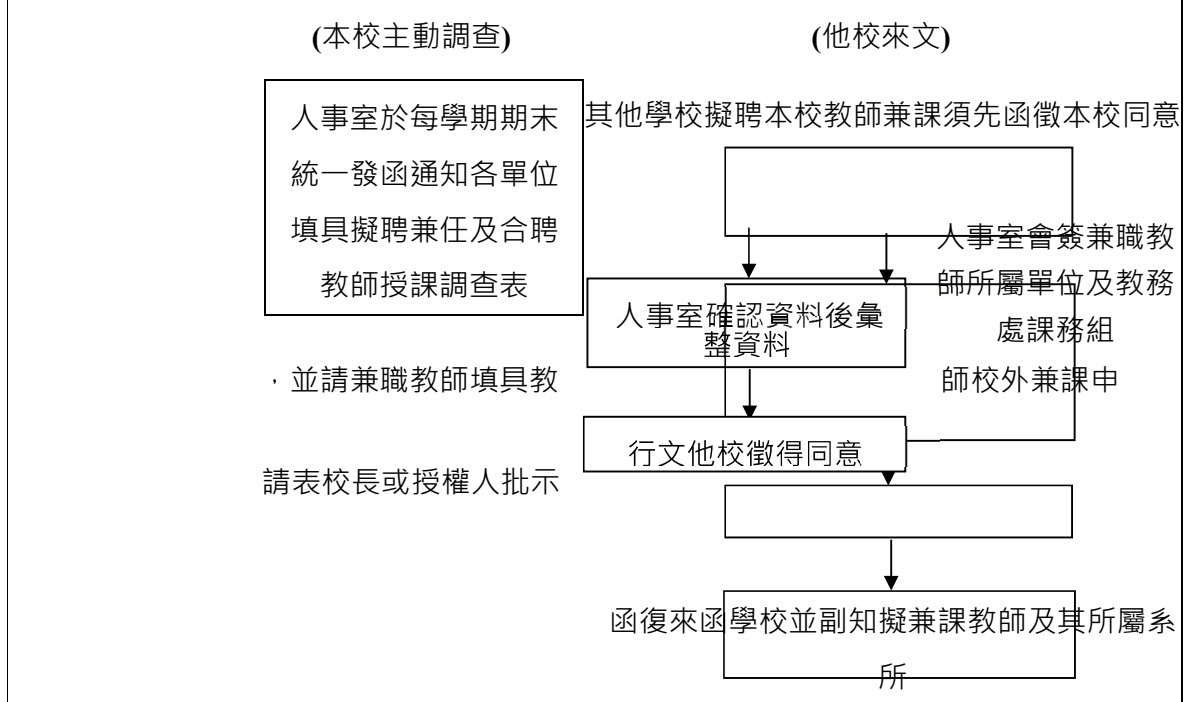 (本校主動調查)
(他校來文)
人事室於每學期期末
統一發函通知各單位
填具擬聘兼任及合聘
教師授課調查表
其他學校擬聘本校教師兼課須先函徵本校同意
人事室會簽兼職教
師所屬單位及教務
處課務組
人事室確認資料後彙
整資料
，並請兼職教師填具教
師校外兼課申
行文他校徵得同意
請表校長或授權人批示
函復來函學校並副知擬兼課教師及其所屬系
所